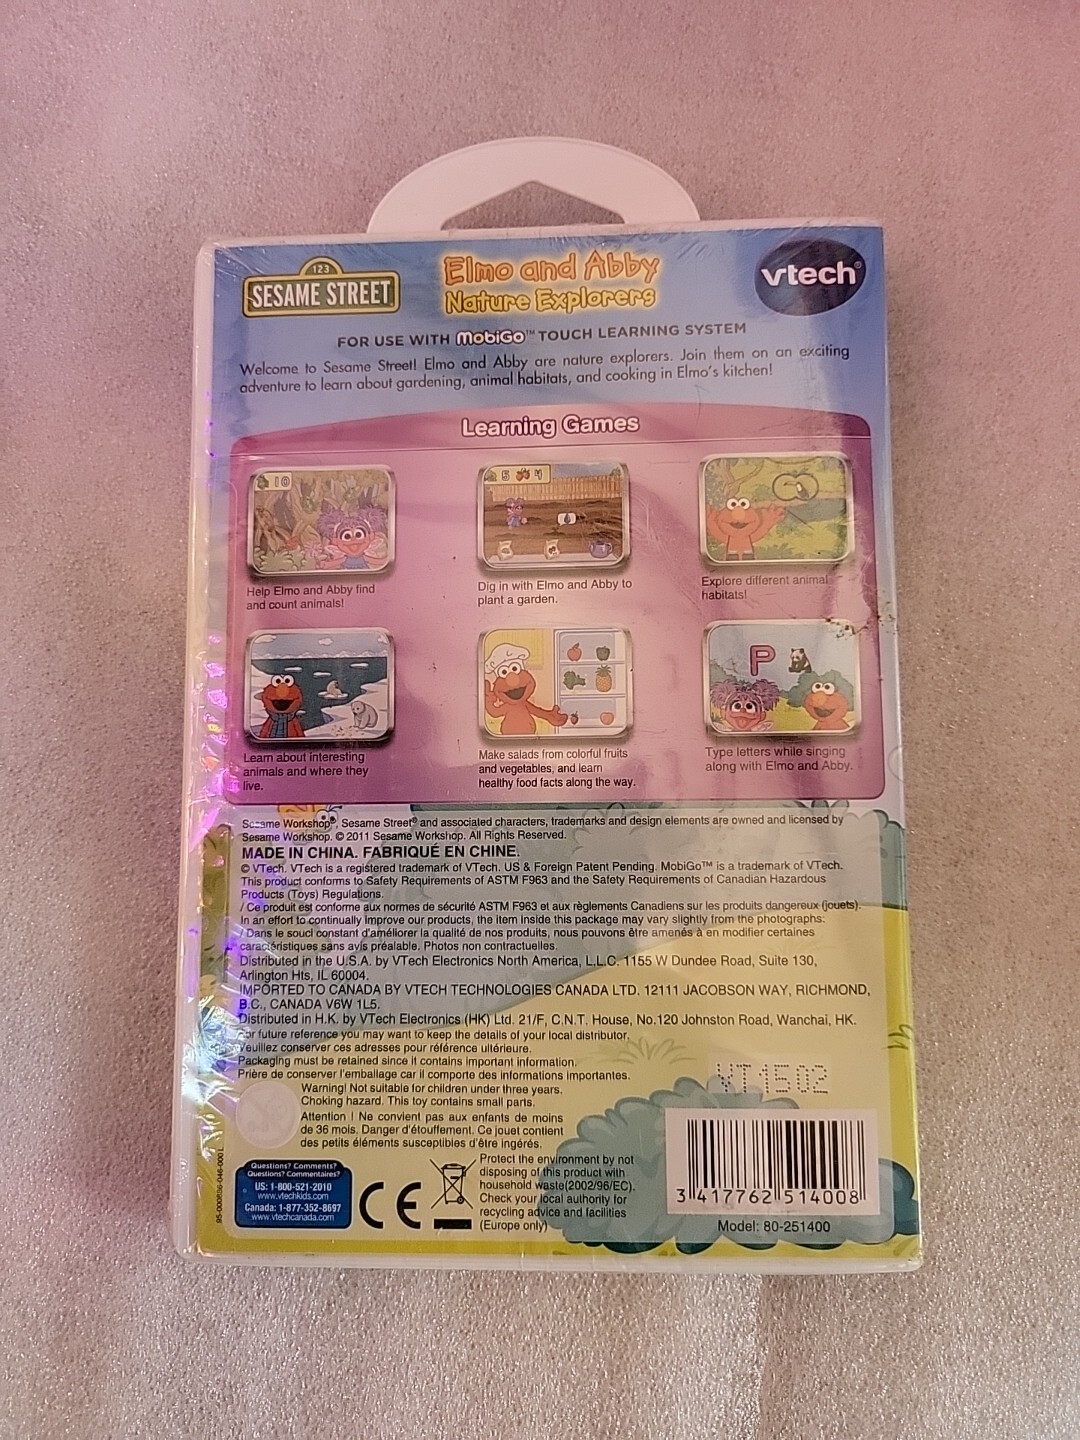 123
SESAME STREET
Elmo and Abby
Nature Explorers
vtech®
FOR USE WITH MobiGo™ TOUCH LEARNING SYSTEM
Welcome to Sesame Street! Elmo and Abby are nature explorers. Join them on an exciting
adventure to learn about gardening, animal habitats, and cooking in Elmo's kitchen!
Learning Games
10
5 4
Help Elmo and Abby find
and count animals!
Dig in with Elmo and Abby to
plant a garden.
Explore different animal
habitats!
P
Learn about interesting
animals and where they
live.
Make salads from colorful fruits
and vegetables, and learn
healthy food facts along the way.
Type letters while singing
along with Elmo and Abby.
Sesame Workshop®, Sesame Street® and associated characters, trademarks and design elements are owned and licensed by
Sesame Workshop. © 2011 Sesame Workshop. All Rights Reserved.
MADE IN CHINA. FABRIQUÉ EN CHINE.
© VTech. VTech is a registered trademark of VTech. US & Foreign Patent Pending. MobiGo™ is a trademark of VTech.
This product conforms to Safety Requirements of ASTM F963 and the Safety Requirements of Canadian Hazardous
Products (Toys) Regulations.
/ Ce produit est conforme aux normes de sécurité ASTM F963 et aux règlements Canadiens sur les produits dangereux (jouets).
In an effort to continually improve our products, the item inside this package may vary slightly from the photographs:
/ Dans le souci constant d'améliorer la qualité de nos produits, nous pouvons être amenés à en modifier certaines
caractéristiques sans avis préalable. Photos non contractuelles.
Distributed in the U.S.A. by VTech Electronics North America, L.L.C. 1155 W Dundee Road, Suite 130,
Arlington Hts, IL 60004.
IMPORTED TO CANADA BY VTECH TECHNOLOGIES CANADA LTD. 12111 JACOBSON WAY, RICHMOND,
B.C., CANADA V6W 1L5.
Distributed in H.K. by VTech Electronics (HK) Ltd. 21/F, C.N.T. House, No.120 Johnston Road, Wanchai, HK.
For future reference you may want to keep the details of your local distributor.
Veuillez conserver ces adresses pour référence ultérieure.
Packaging must be retained since it contains important information.
Prière de conserver l'emballage car il comporte des informations importantes.
VT1502
Warning! Not suitable for children under three years.
Choking hazard. This toy contains small parts.
Attention ! Ne convient pas aux enfants de moins
de 36 mois. Danger d'étouffement. Ce jouet contient
des petits éléments susceptibles d'être ingérés.
Questions? Comments?
Questions? Commentaires?
US: 1-800-521-2010
www.vtechkids.com
Canada: 1-877-352-8697
www.vtechcanada.com
CE
Protect the environment by not
disposing of this product with
household waste(2002/96/EC).
Check your local authority for
recycling advice and facilities
(Europe only)
3 417762 514008
Model: 80-251400